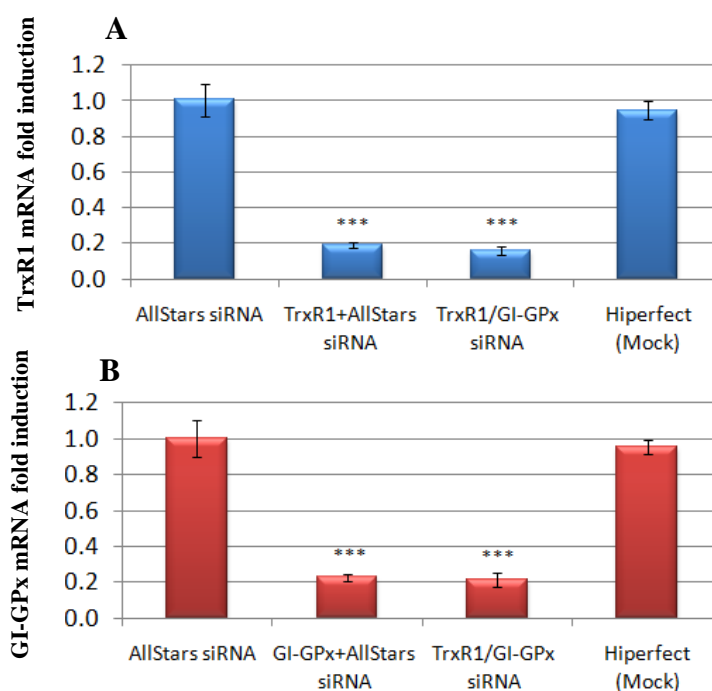 A
TrxR1 mRNA fold induction
1.2
1.0
0.8
0.6
0.4
0.2
0.0
***
***
AllStars siRNA
TrxR1+AllStars
siRNA
TrxR1/GI-GPx
siRNA
Hiperfect
(Mock)
B
GI-GPx mRNA fold induction
1.2
1.0
0.8
0.6
0.4
0.2
0.0
***
***
AllStars siRNA
GI-GPx+AllStars
siRNA
TrxR1/GI-GPx
siRNA
Hiperfect
(Mock)